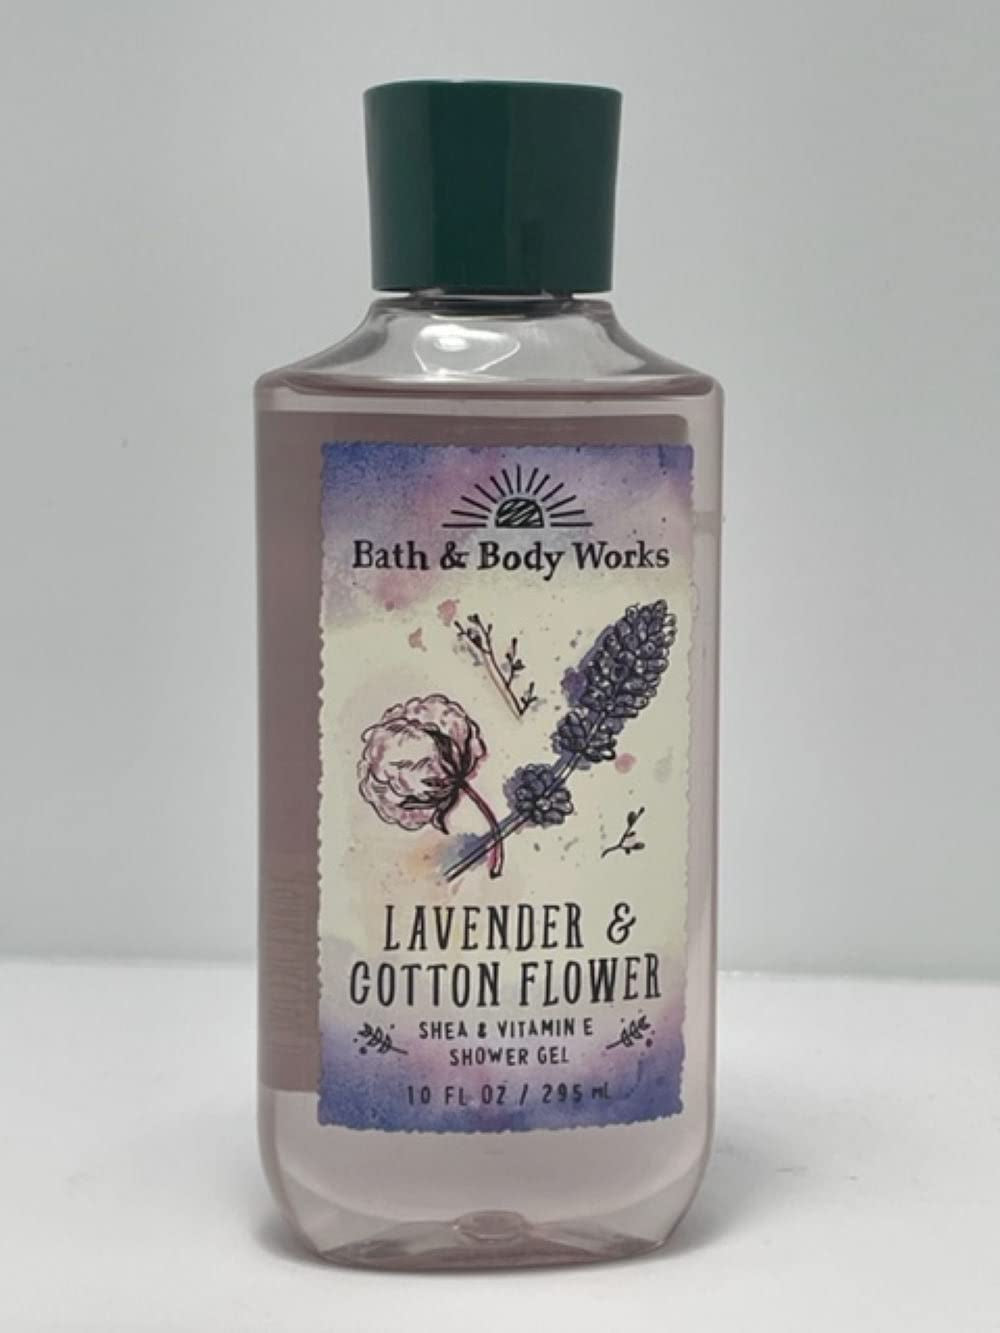 Bath & Body Works
LAVENDER &
COTTON FLOWER
SHEA & VITAMIN E
SHOWER GEL
10 FL OZ / 295 mL